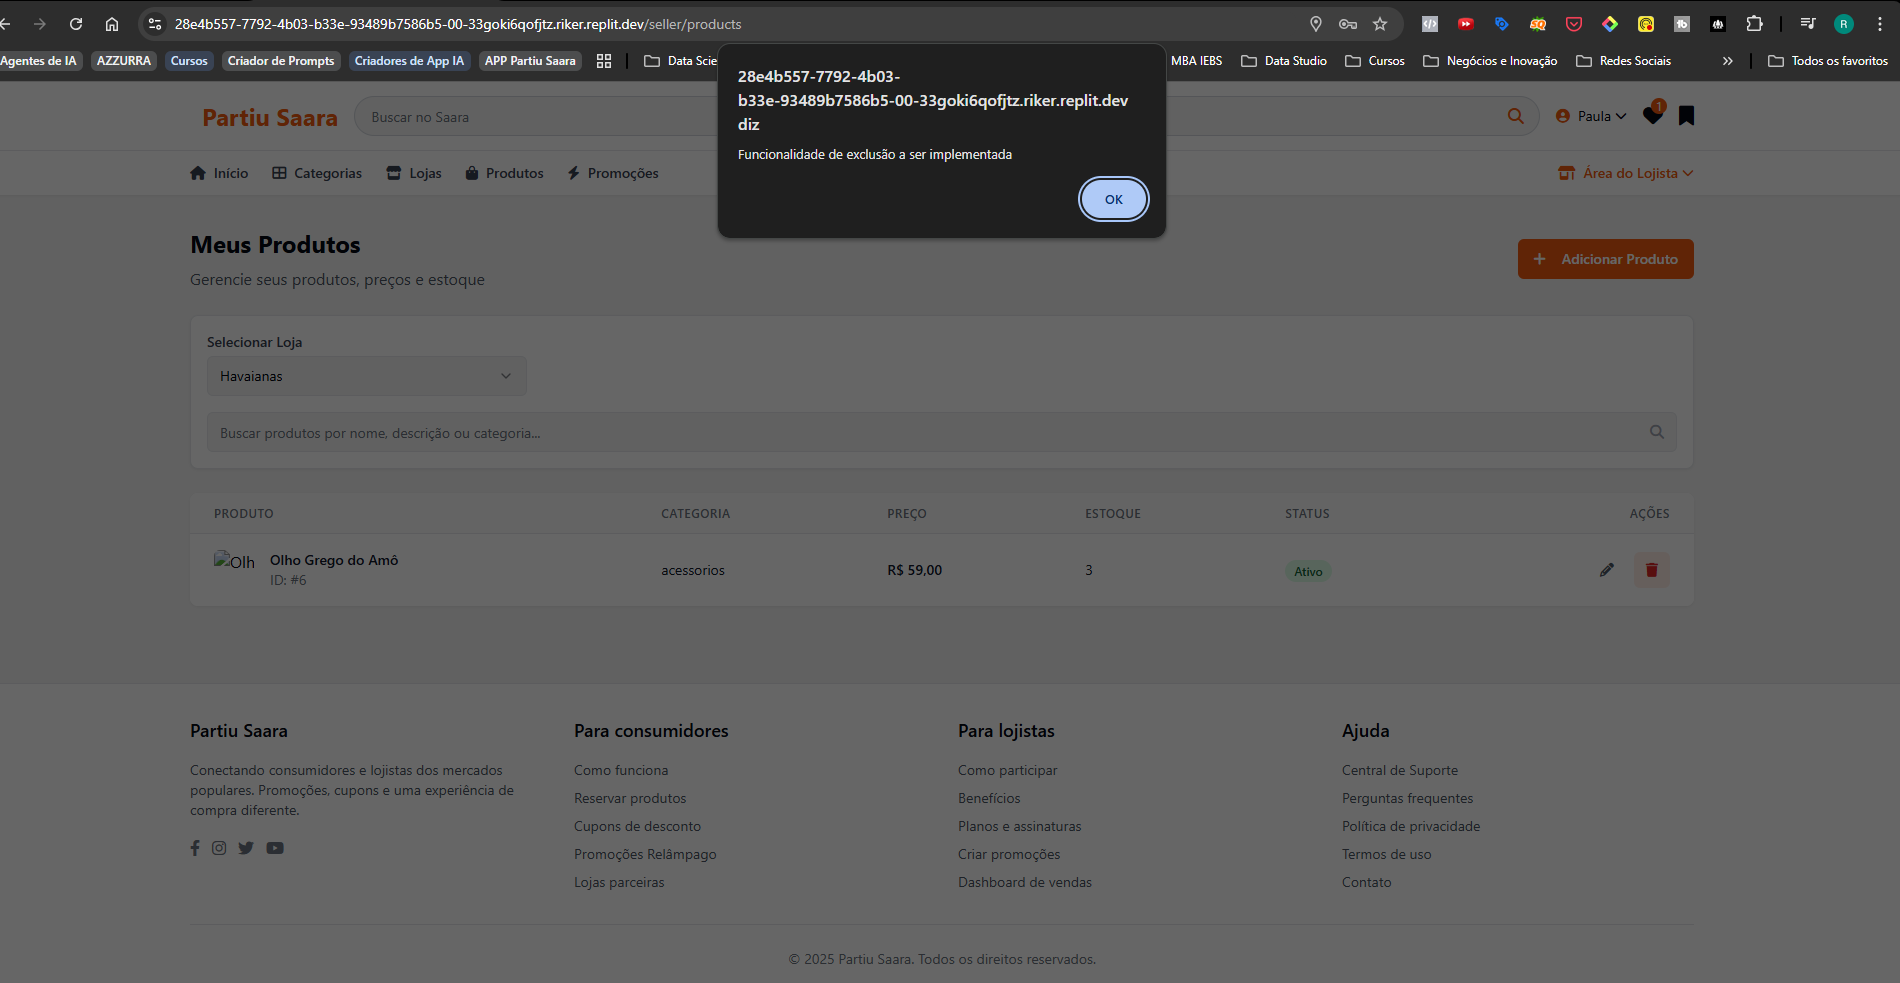 28e4b557-7792-4b03-b33e-93489b7586b5-00-33goki6qofjtz.riker.replit.dev/seller/products
Agentes de IA
AZZURRA
Cursos
Criador de Prompts
Criadores de App IA
APP Partiu Saara
Data Scie
MBA IEBS
Data Studio
Cursos
Negócios e Inovação
Redes Sociais
Todos os favoritos
28e4b557-7792-4b03-
b33e-93489b7586b5-00-33goki6qofjtz.riker.replit.dev
diz
Funcionalidade de exclusão a ser implementada
OK
Partiu Saara
Buscar no Saara
Paula
1
Início
Categorias
Lojas
Produtos
Promoções
Área do Lojista
Meus Produtos
Gerencie seus produtos, preços e estoque
+ Adicionar Produto
Selecionar Loja
Havaianas
Buscar produtos por nome, descrição ou categoria...
PRODUTO CATEGORIA PREÇO ESTOQUE STATUS AÇÕES
Olh
Olho Grego do Amô
ID: #6
acessorios
R$ 59,00
3
Ativo
Partiu Saara
Conectando consumidores e lojistas dos mercados
populares. Promoções, cupons e uma experiência de
compra diferente.
Para consumidores
Como funciona
Reservar produtos
Cupons de desconto
Promoções Relâmpago
Lojas parceiras
Para lojistas
Como participar
Benefícios
Planos e assinaturas
Criar promoções
Dashboard de vendas
Ajuda
Central de Suporte
Perguntas frequentes
Política de privacidade
Termos de uso
Contato
© 2025 Partiu Saara. Todos os direitos reservados.